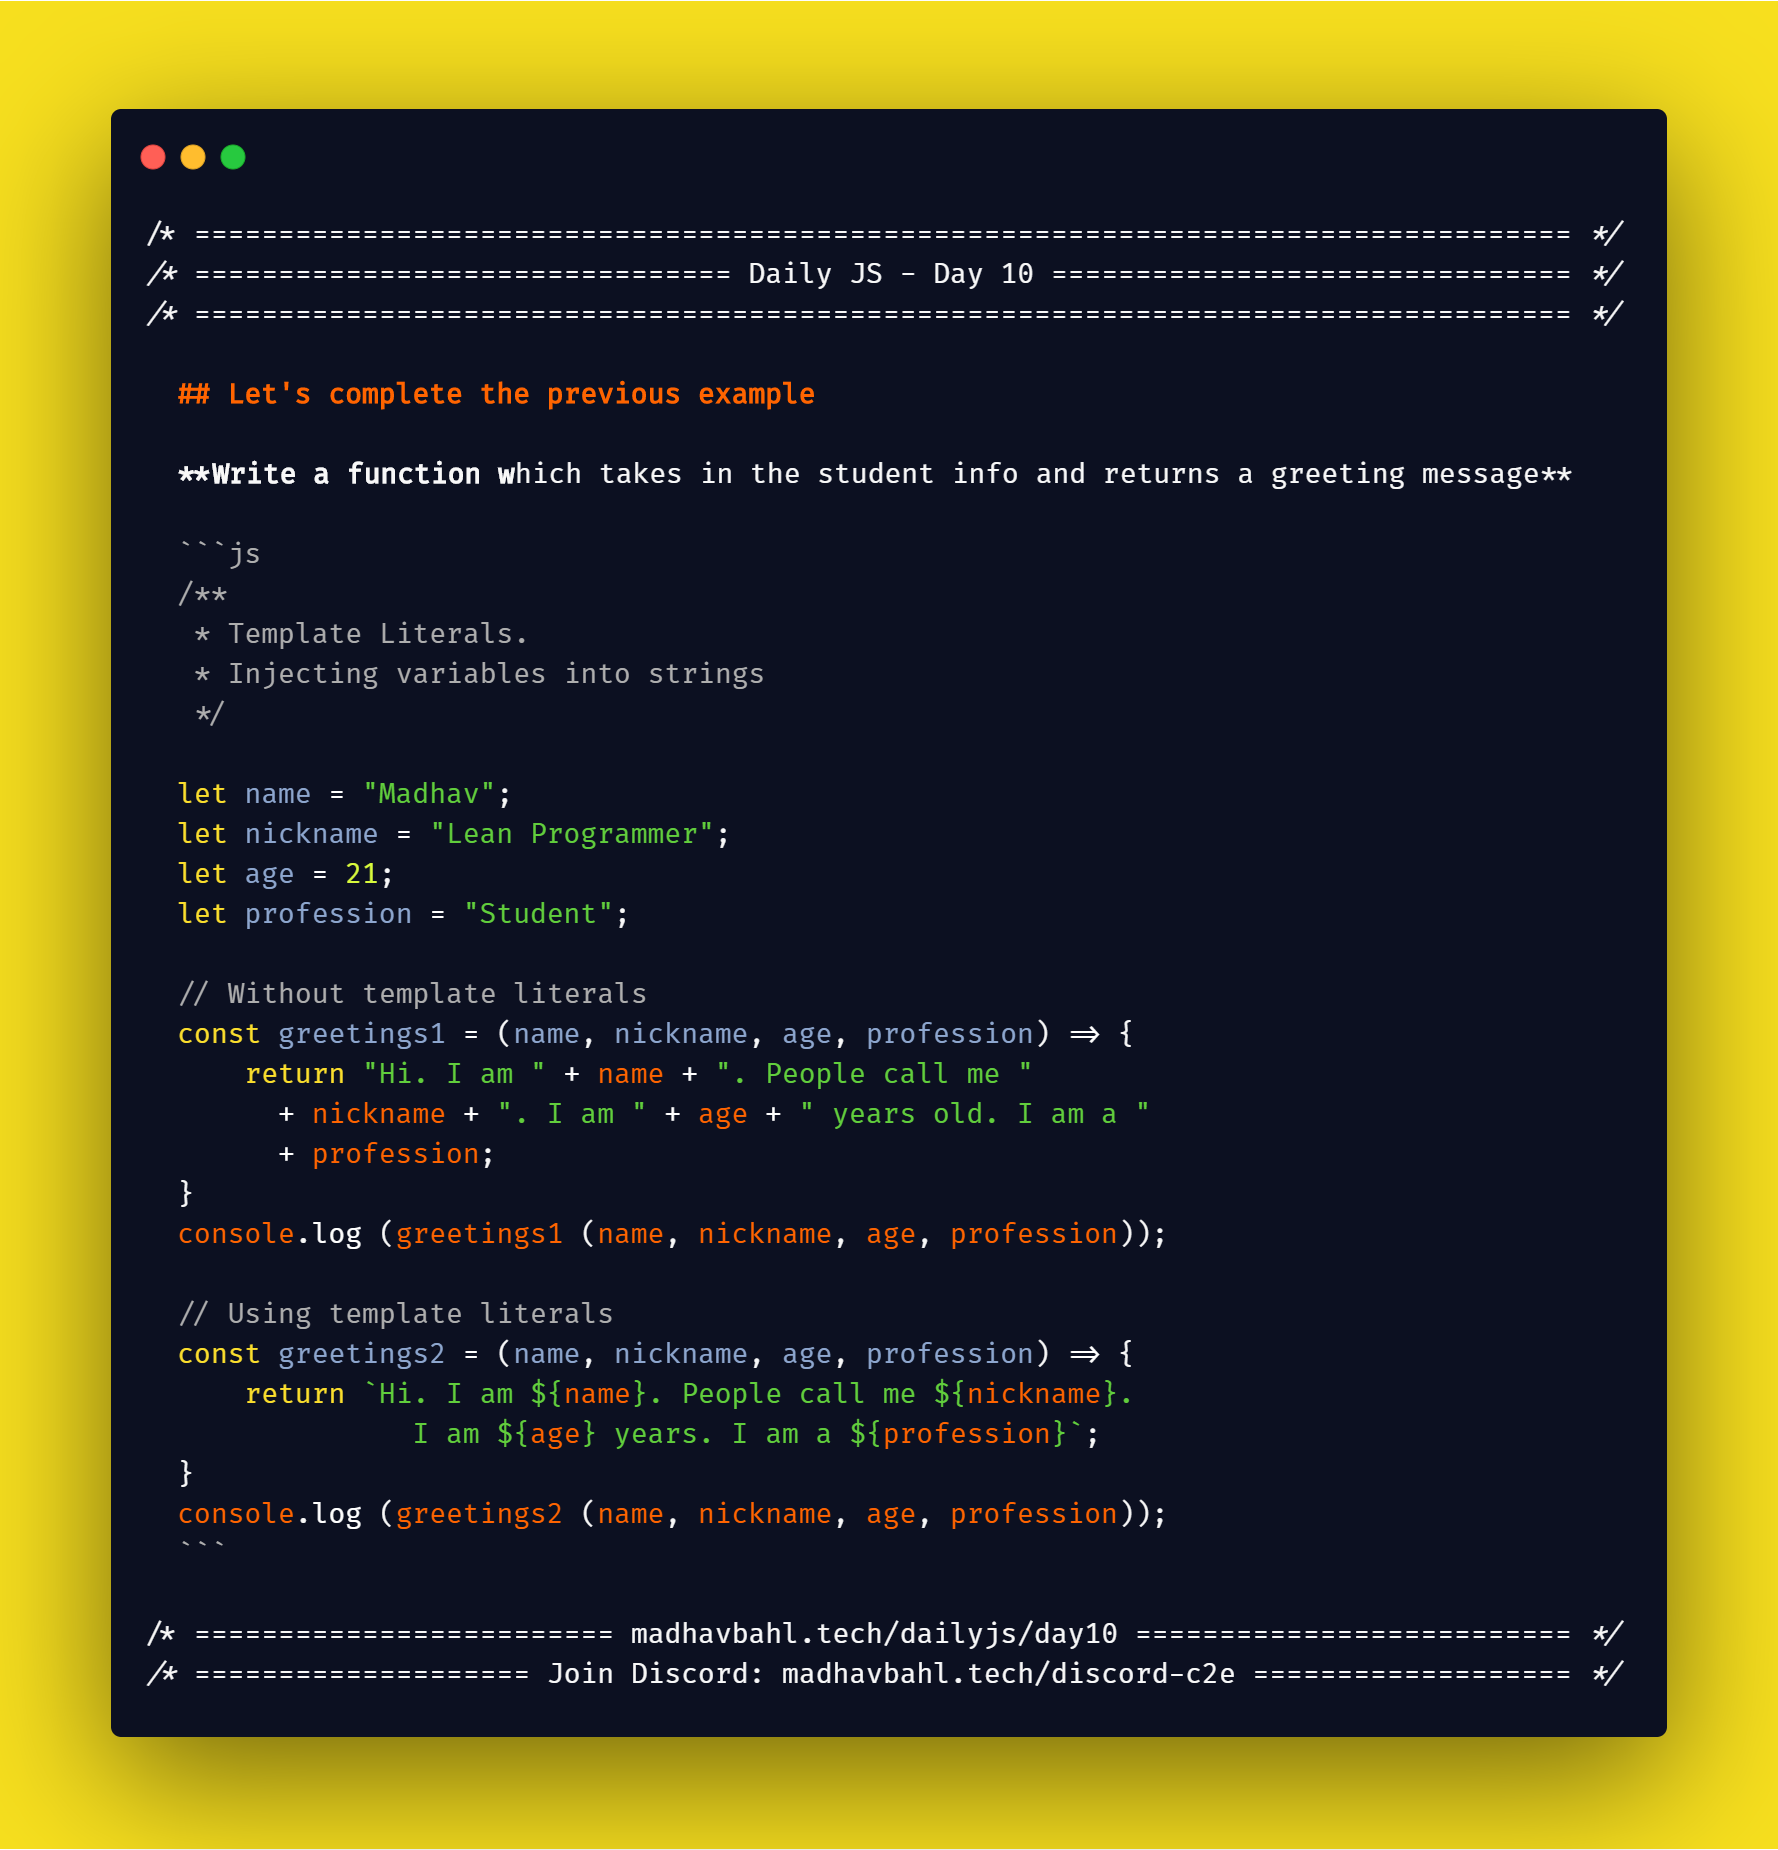 /* ================================================================================== */
/* ================================ Daily JS - Day 10 =============================== */
/* ================================================================================== */
## Let's complete the previous example
**Write a function which takes in the student info and returns a greeting message**
```js
/**
 * Template Literals.
 * Injecting variables into strings
 */
let name = "Madhav";
let nickname = "Lean Programmer";
let age = 21;
let profession = "Student";
// Without template literals
const greetings1 = (name, nickname, age, profession) => {
    return "Hi. I am " + name + ". People call me "
      + nickname + ". I am " + age + " years old. I am a "
      + profession;
}
console.log (greetings1 (name, nickname, age, profession));
// Using template literals
const greetings2 = (name, nickname, age, profession) => {
    return `Hi. I am ${name}. People call me ${nickname}.
              I am ${age} years. I am a ${profession}`;
}
console.log (greetings2 (name, nickname, age, profession));
```
/* ========================= madhavbahl.tech/dailyjs/day10 ========================== */
/* ==================== Join Discord: madhavbahl.tech/discord-c2e =================== */